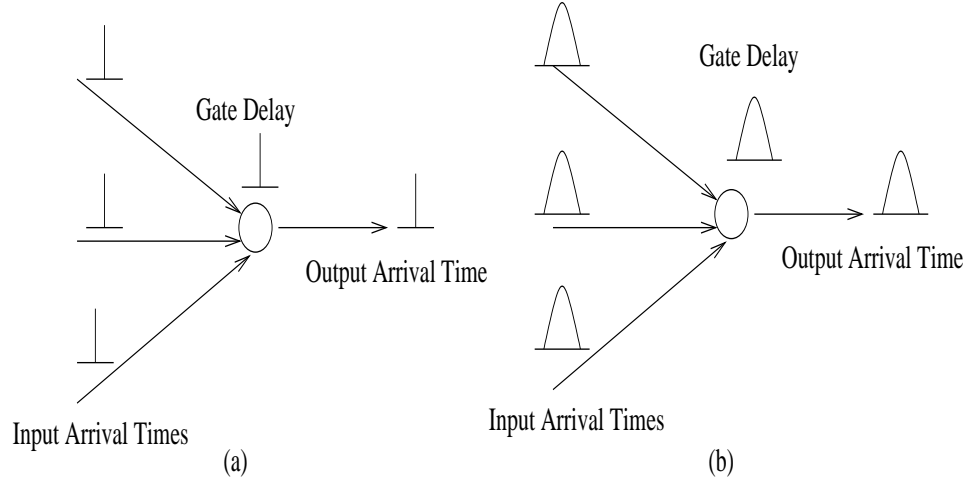 Gate Delay
Output Arrival Time
Input Arrival Times
(a)
Gate Delay
Output Arrival Time
Input Arrival Times
(b)